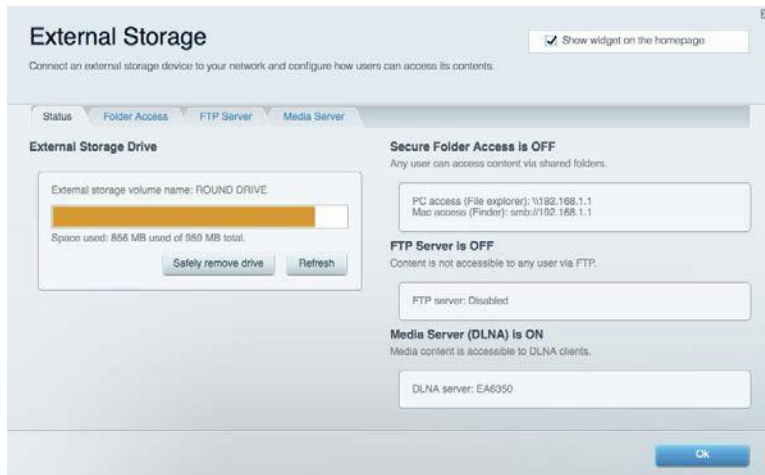 External Storage
Show widget on the homepage
Connect an external storage device to your network and configure how users can access its contents.
Status
Folder Access
FTP Server
Media Server
External Storage Drive
External storage volume name: ROUND DRIVE
Space used: 856 MB used of 959 MB total.
Safely remove drive
Refresh
Secure Folder Access is OFF
Any user can access content via shared folders.
PC access (File explorer): \\192.168.1.1
Mac access (Finder): smb://192.168.1.1
FTP Server is OFF
Content is not accessible to any user via FTP.
FTP server: Disabled
Media Server (DLNA) is ON
Media content is accessible to DLNA clients.
DLNA server: EA6350
Ok